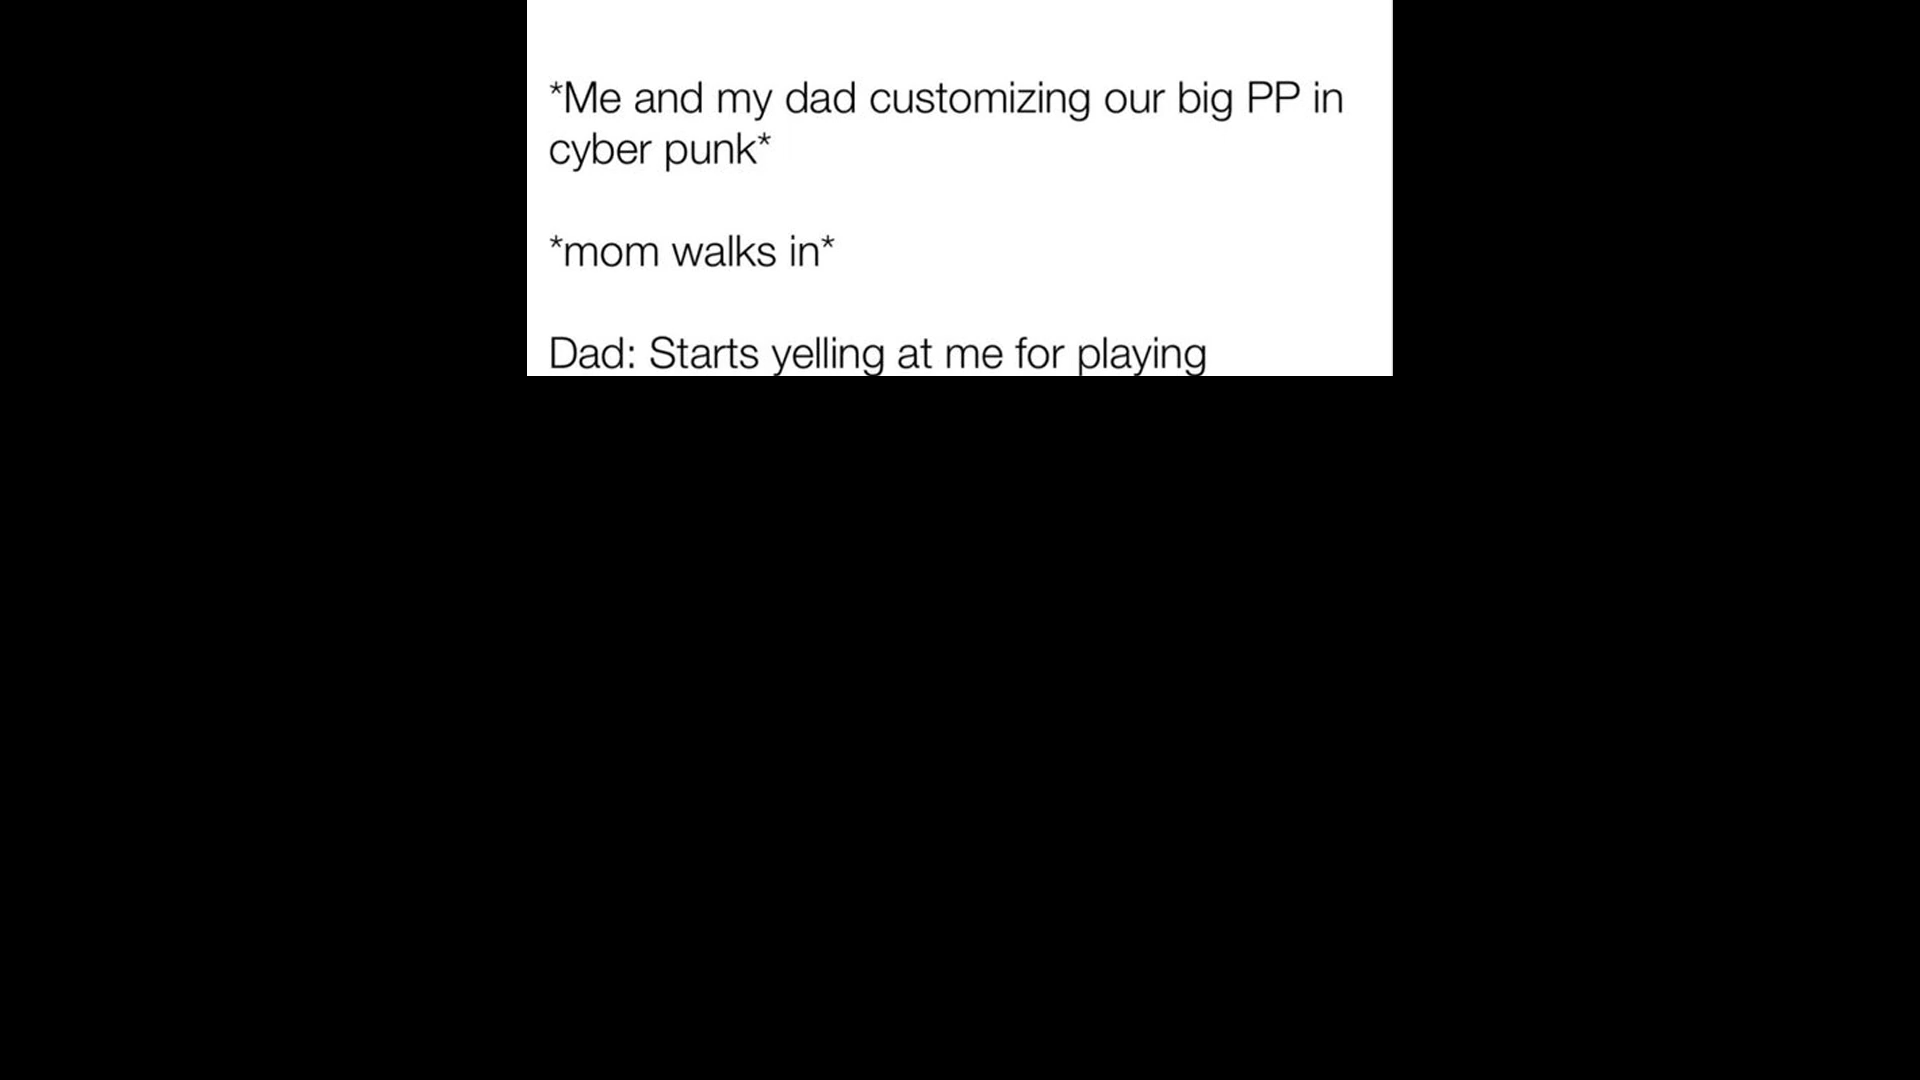 *Me and my dad customizing our big PP in
cyber punk*
*mom walks in*
Dad: Starts yelling at me for playing